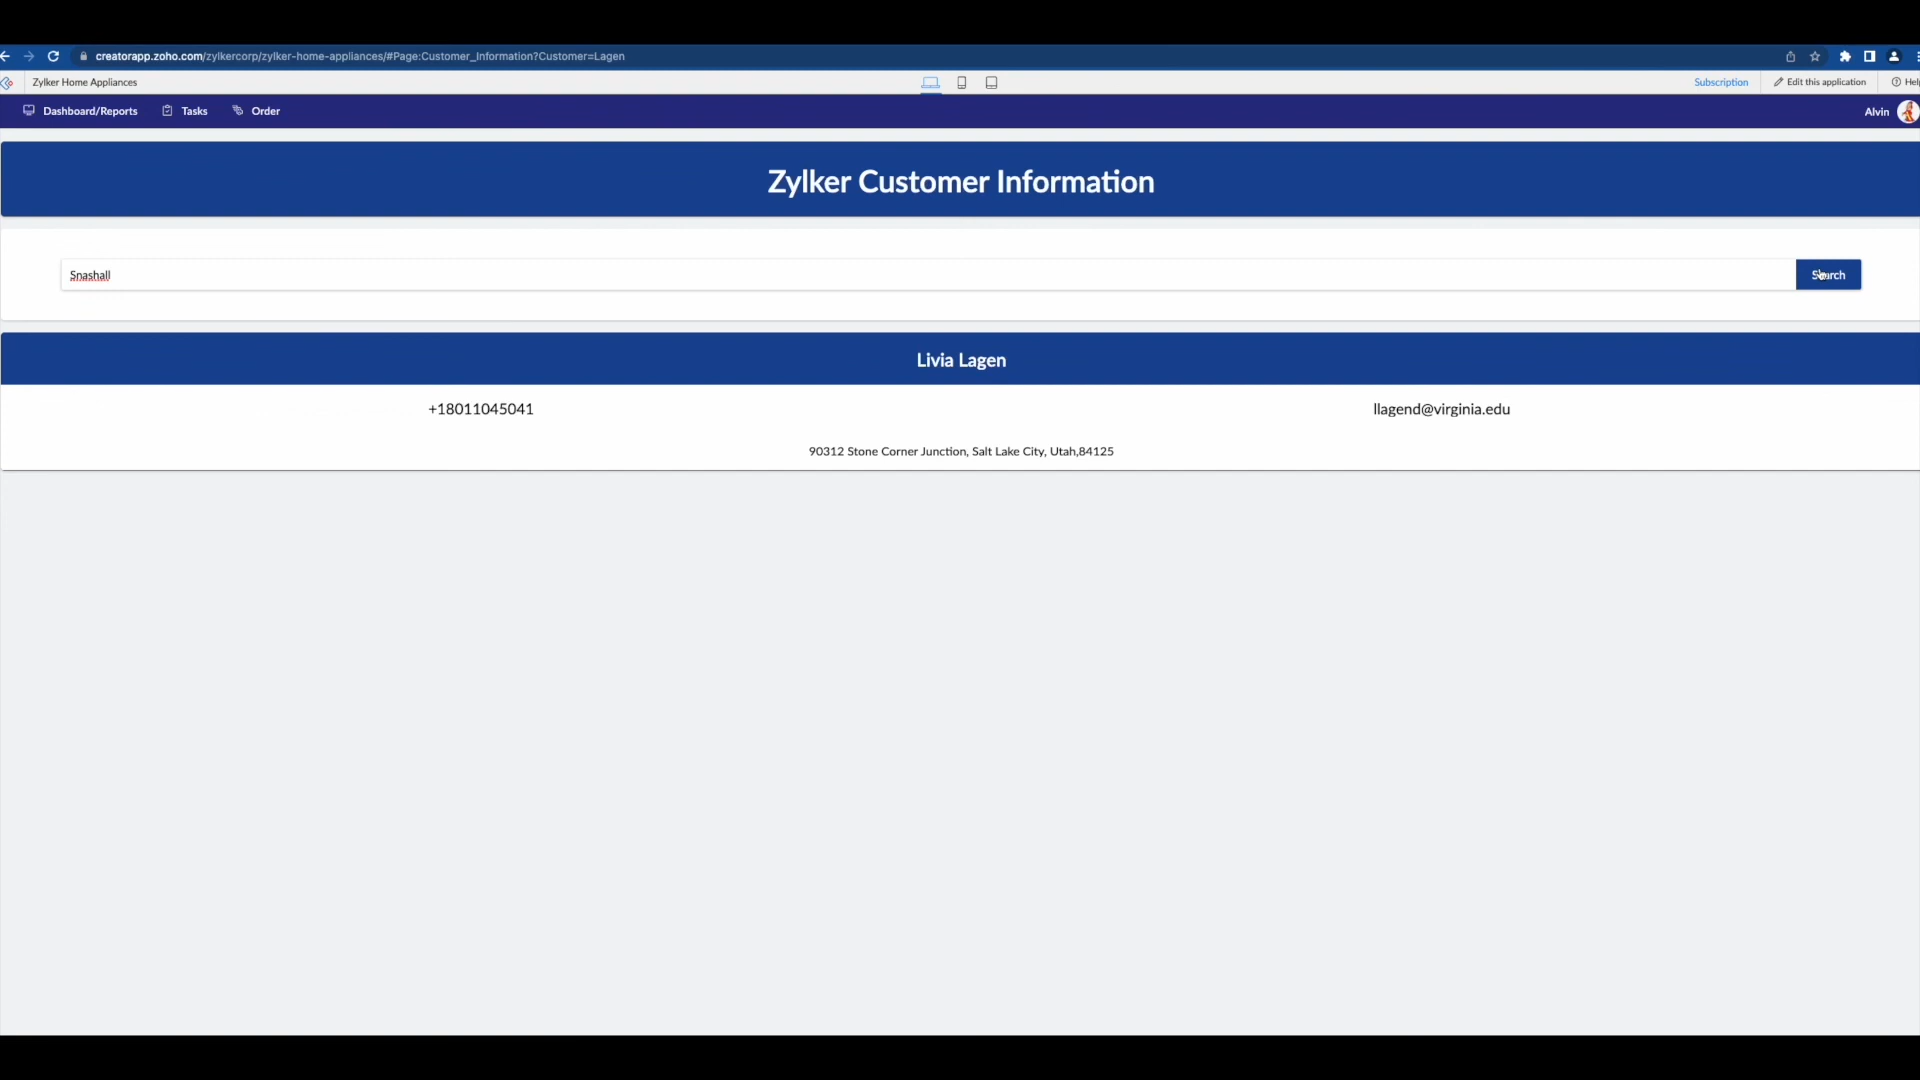 creatorapp.zoho.com/zylkercorp/zylker-home-appliances/#Page:Customer_Information?Customer=Lagen
Zylker Home Appliances
Subscription
Edit this application
Help
Dashboard/Reports
Tasks
Order
Alvin
Zylker Customer Information
Snashall
Search
Livia Lagen
+18011045041
llagend@virginia.edu
90312 Stone Corner Junction, Salt Lake City, Utah,84125